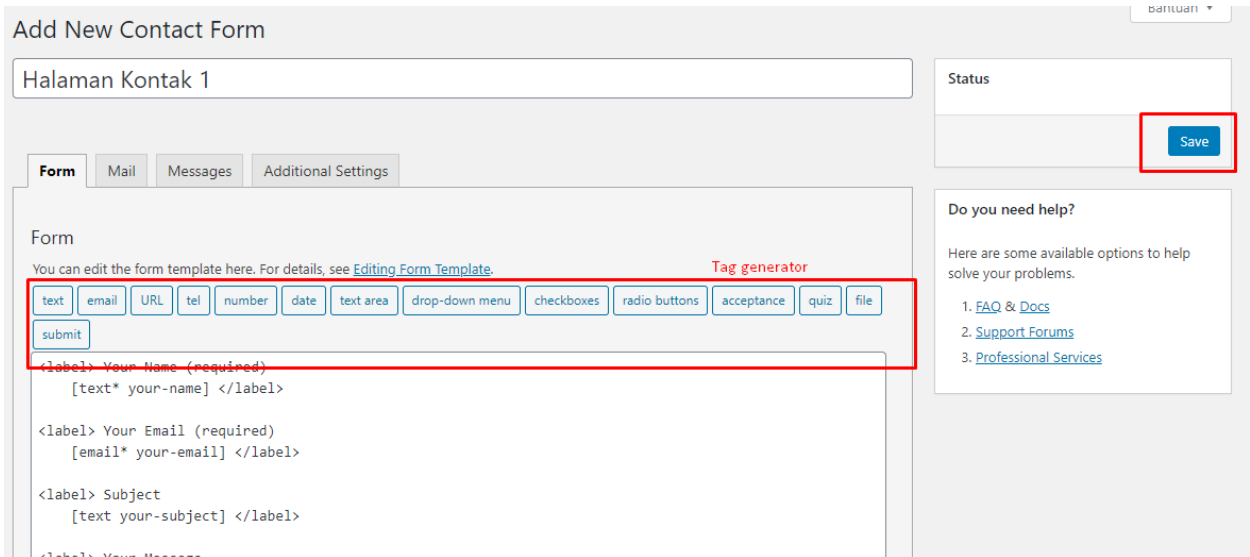 Bantuan
Add New Contact Form
Halaman Kontak 1
Status
Save
Form Mail Messages Additional Settings
Do you need help?
Here are some available options to help
solve your problems.
1. FAQ & Docs
2. Support Forums
3. Professional Services
Form
You can edit the form template here. For details, see Editing Form Template.
Tag generator
text email URL tel number date text area drop-down menu checkboxes radio buttons acceptance quiz file
submit
<label> Your Name (required)
[text* your-name] </label>
<label> Your Email (required)
[email* your-email] </label>
<label> Subject
[text your-subject] </label>
<label> Your Message